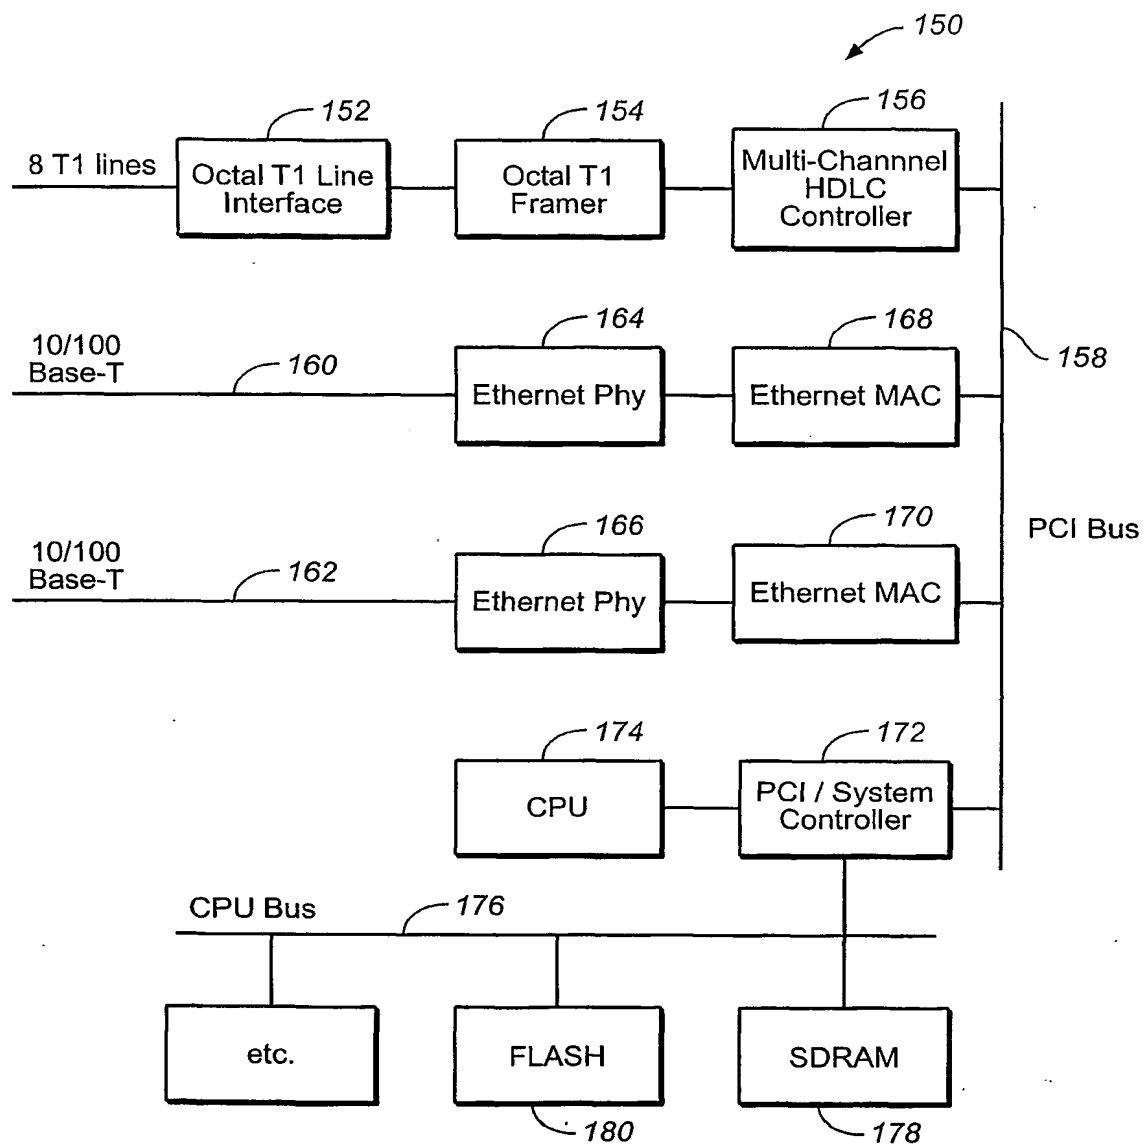 150
152
154
156
8 T1 lines
Octal T1 Line
Interface
Octal T1
Framer
Multi-Channnel
HDLC
Controller
10/100
Base-T
160
164
168
158
Ethernet Phy
Ethernet MAC
10/100
Base-T
162
166
170
PCI Bus
Ethernet Phy
Ethernet MAC
174
172
CPU
PCI / System
Controller
CPU Bus
176
etc.
FLASH
SDRAM
180
178